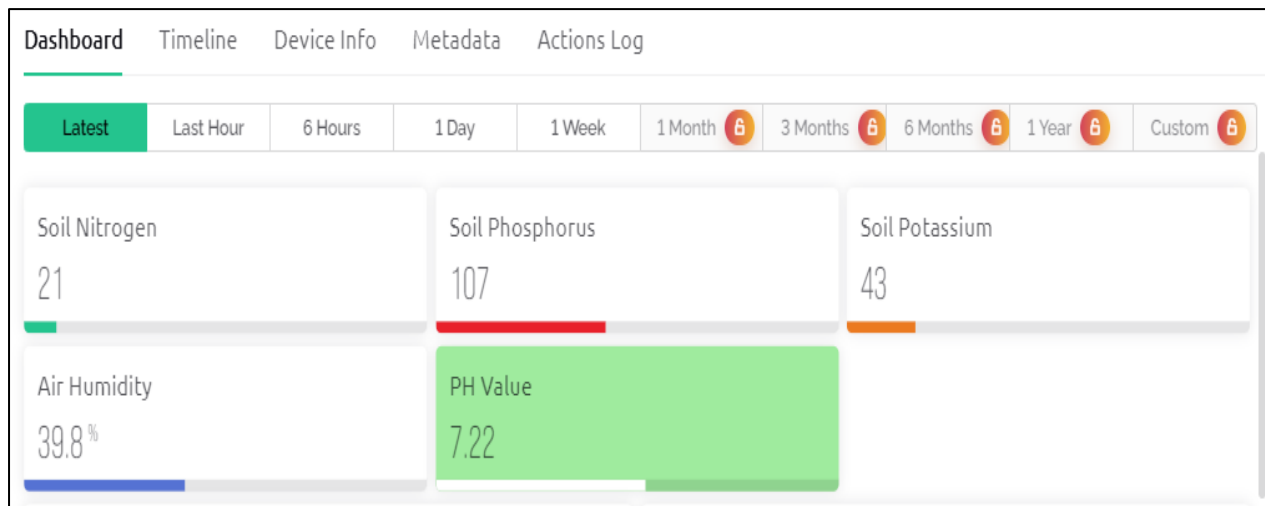 Dashboard Timeline Device Info Metadata Actions Log
Latest Last Hour 6 Hours 1 Day 1 Week 1 Month 3 Months 6 Months 1 Year Custom
Soil Nitrogen Soil Phosphorus Soil Potassium
21 107 43
Air Humidity PH Value
39.8 % 7.22